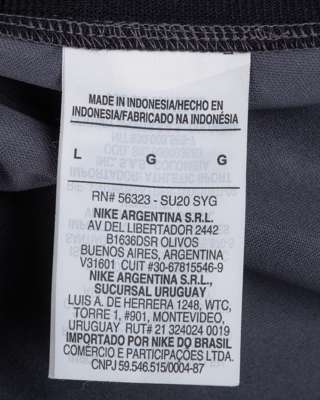 MADE IN INDONESIA/HECHO EN
INDONESIA/FABRICADO NA INDONÉSIA
L G G
RN# 56323 - SU20 SYG
NIKE ARGENTINA S.R.L.
AV DEL LIBERTADOR 2442
B1636DSR OLIVOS
BUENOS AIRES, ARGENTINA
V31601 CUIT #30-67815546-9
NIKE ARGENTINA S.R.L.,
SUCURSAL URUGUAY
LUIS A. DE HERRERA 1248, WTC,
TORRE 1, #901, MONTEVIDEO,
URUGUAY RUT# 21 324024 0019
IMPORTADO POR NIKE DO BRASIL
COMÉRCIO E PARTICIPAÇÕES LTDA.
CNPJ 59.546.515/0004-87